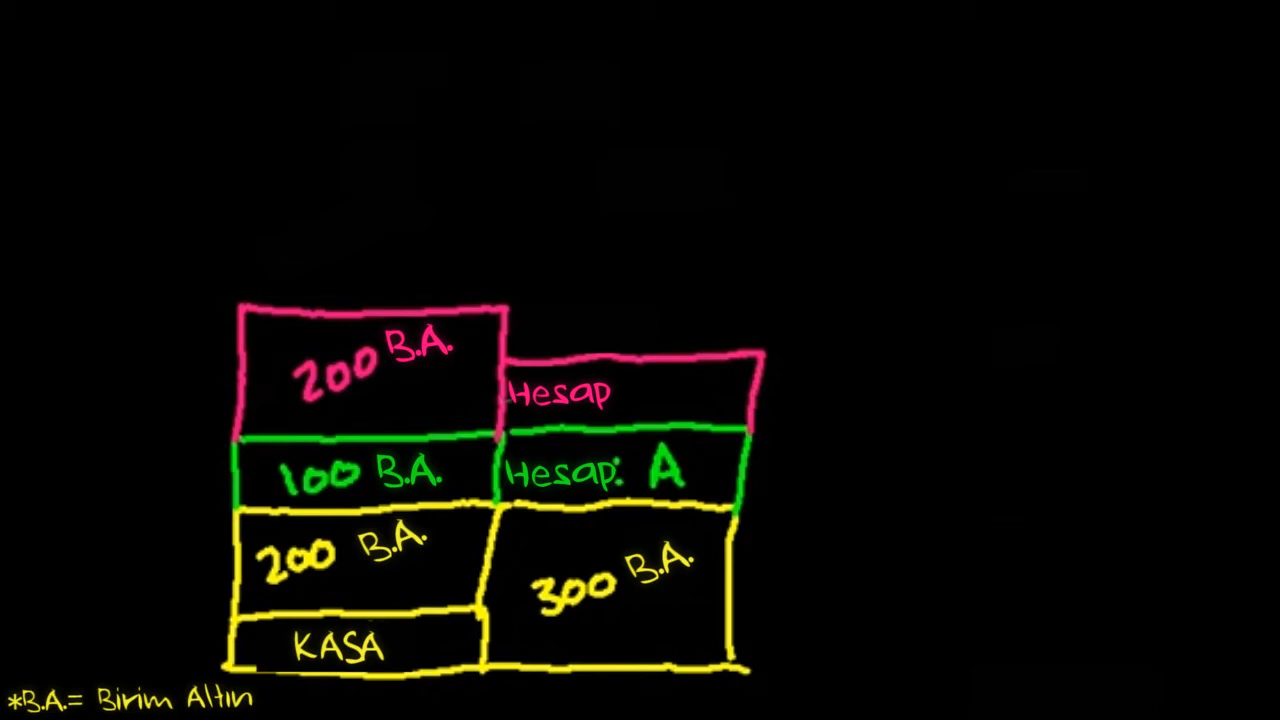 200 B.A.
Hesap
100 B.A.
Hesap: A
200 B.A.
300 B.A.
KASA
*B.A.= Birim Altın